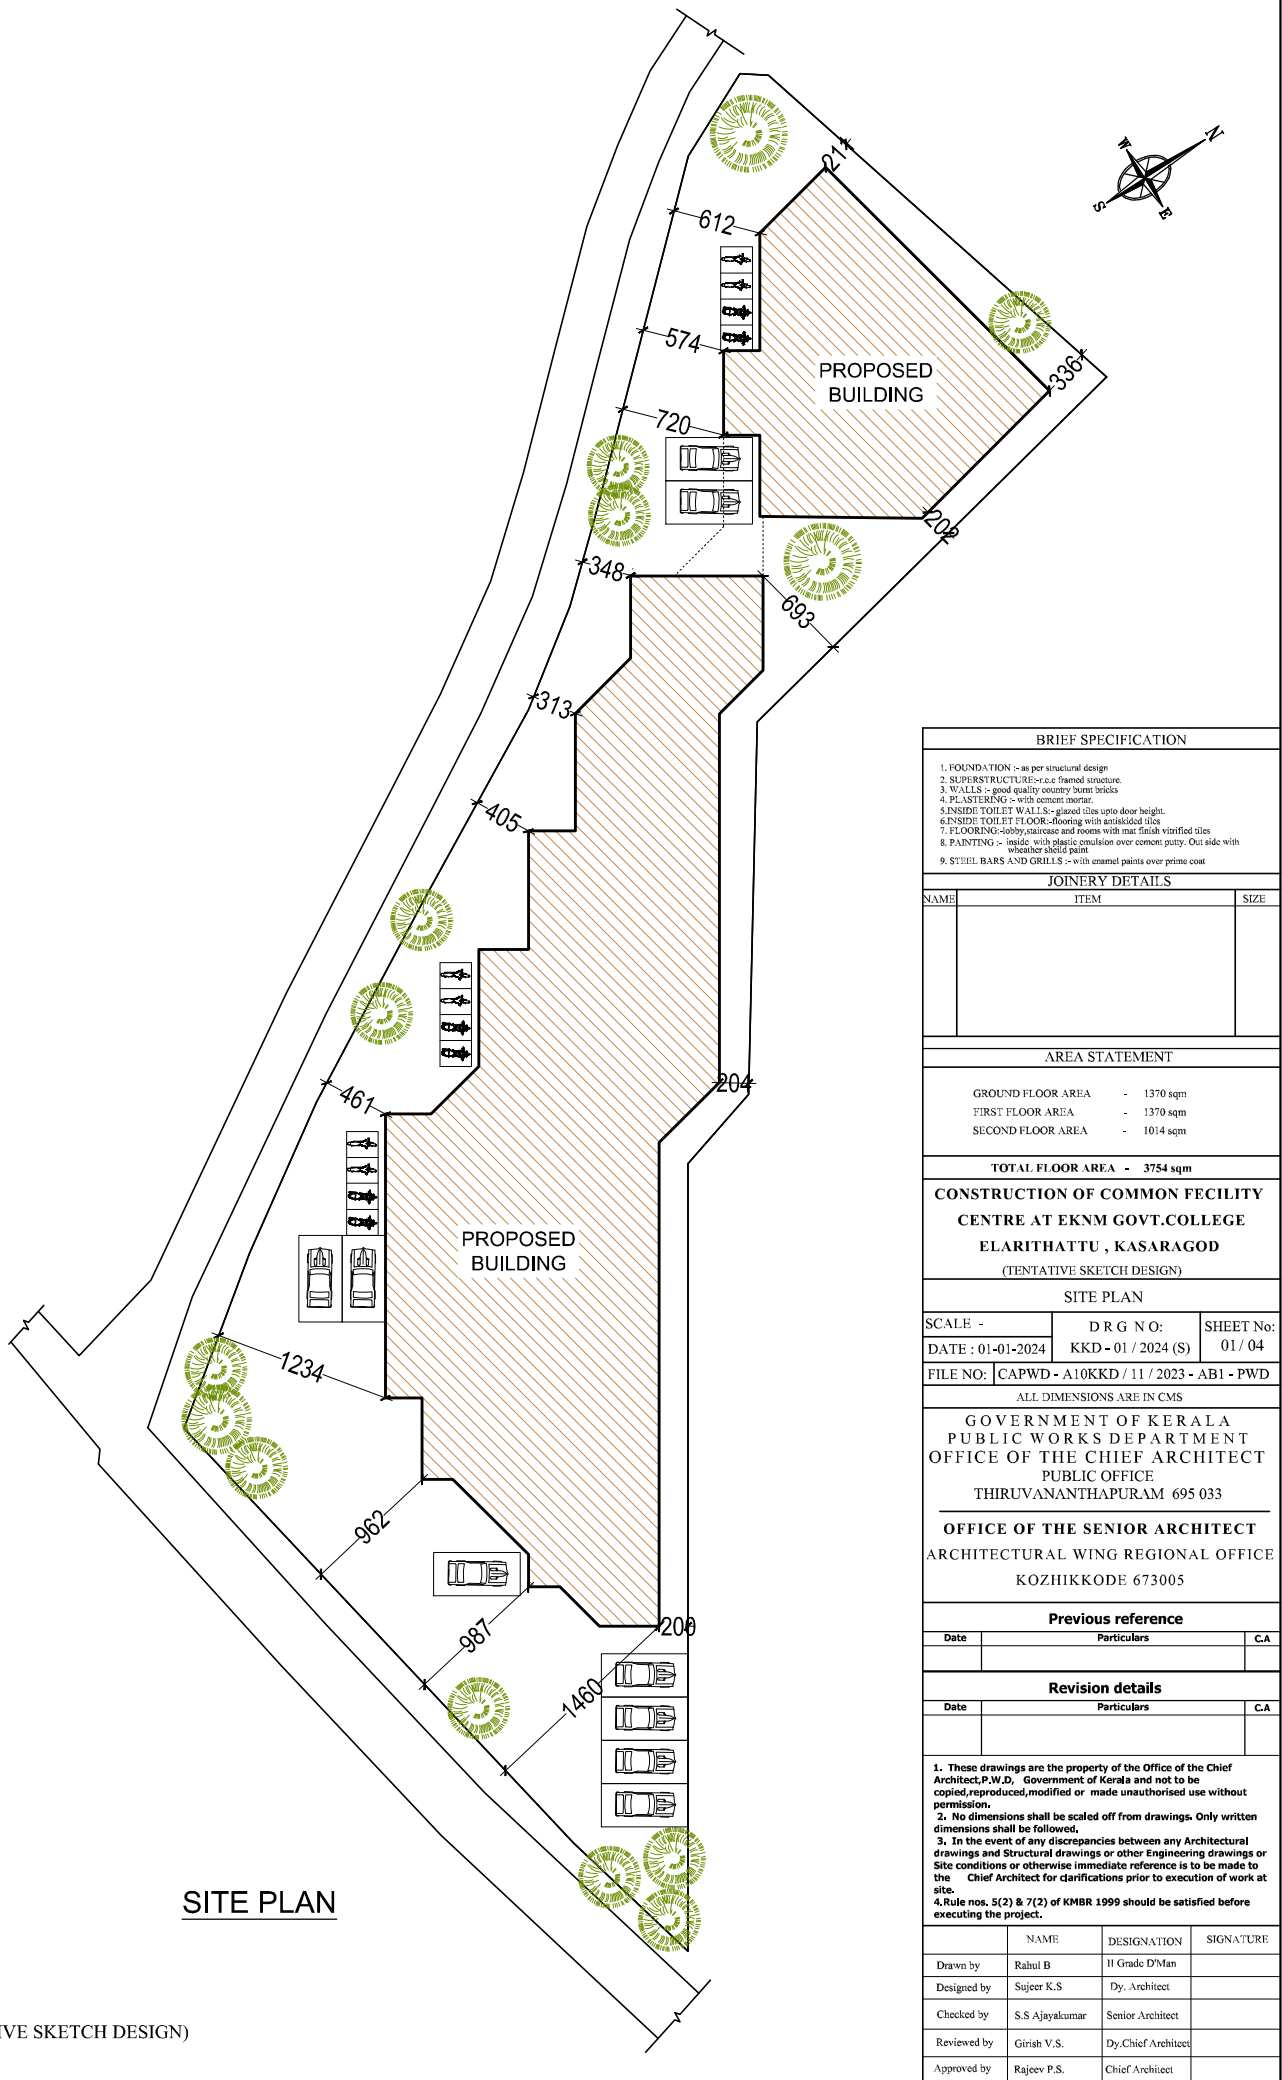 211
N
W
E
S
612
574
PROPOSED
BUILDING
336
720
202
348
693
313
405
204
461
PROPOSED
BUILDING
1234
962
987
200
1460
SITE PLAN
IVE SKETCH DESIGN)
BRIEF SPECIFICATION
1. FOUNDATION :- as per structural design
2. SUPERSTRUCTURE:-r.c.c framed structure.
3. WALLS :- good quality country burnt bricks
4. PLASTERING :- with cement mortar.
5.INSIDE TOILET WALLS:- glazed tiles upto door height.
6.INSIDE TOILET FLOOR:-flooring with antiskided tiles
7. FLOORING:-lobby,staircase and rooms with mat finish vitrified tiles
8. PAINTING :- inside with plastic emulsion over cement putty. Out side with
wheather sheild paint
9. STEEL BARS AND GRILLS :- with enamel paints over prime coat
JOINERY DETAILS
NAME ITEM SIZE
AREA STATEMENT
GROUND FLOOR AREA - 1370 sqm
FIRST FLOOR AREA - 1370 sqm
SECOND FLOOR AREA - 1014 sqm
TOTAL FLOOR AREA - 3754 sqm
CONSTRUCTION OF COMMON FECILITY
CENTRE AT EKNM GOVT.COLLEGE
ELARITHATTU , KASARAGOD
(TENTATIVE SKETCH DESIGN)
SITE PLAN
SCALE -
DATE : 01-01-2024
D R G N O:
KKD - 01 / 2024 (S)
SHEET No:
01 / 04
FILE NO: CAPWD - A10KKD / 11 / 2023 - AB1 - PWD
ALL DIMENSIONS ARE IN CMS
GOVERNMENT OF KERALA
PUBLIC WORKS DEPARTMENT
OFFICE OF THE CHIEF ARCHITECT
PUBLIC OFFICE
THIRUVANANTHAPURAM 695 033
OFFICE OF THE SENIOR ARCHITECT
ARCHITECTURAL WING REGIONAL OFFICE
KOZHIKKODE 673005
Previous reference
Date Particulars C.A
Revision details
Date Particulars C.A
1. These drawings are the property of the Office of the Chief
Architect,P.W.D, Government of Kerala and not to be
copied,reproduced,modified or made unauthorised use without
permission.
2. No dimensions shall be scaled off from drawings. Only written
dimensions shall be followed.
3. In the event of any discrepancies between any Architectural
drawings and Structural drawings or other Engineering drawings or
Site conditions or otherwise immediate reference is to be made to
the Chief Architect for clarifications prior to execution of work at
site.
4.Rule nos. 5(2) & 7(2) of KMBR 1999 should be satisfied before
executing the project.
NAME DESIGNATION SIGNATURE
Drawn by Rahul B II Grade D'Man
Designed by Sujeer K.S Dy. Architect
Checked by S.S Ajayakumar Senior Architect
Reviewed by Girish V.S. Dy.Chief Architect
Approved by Rajeev P.S. Chief Architect